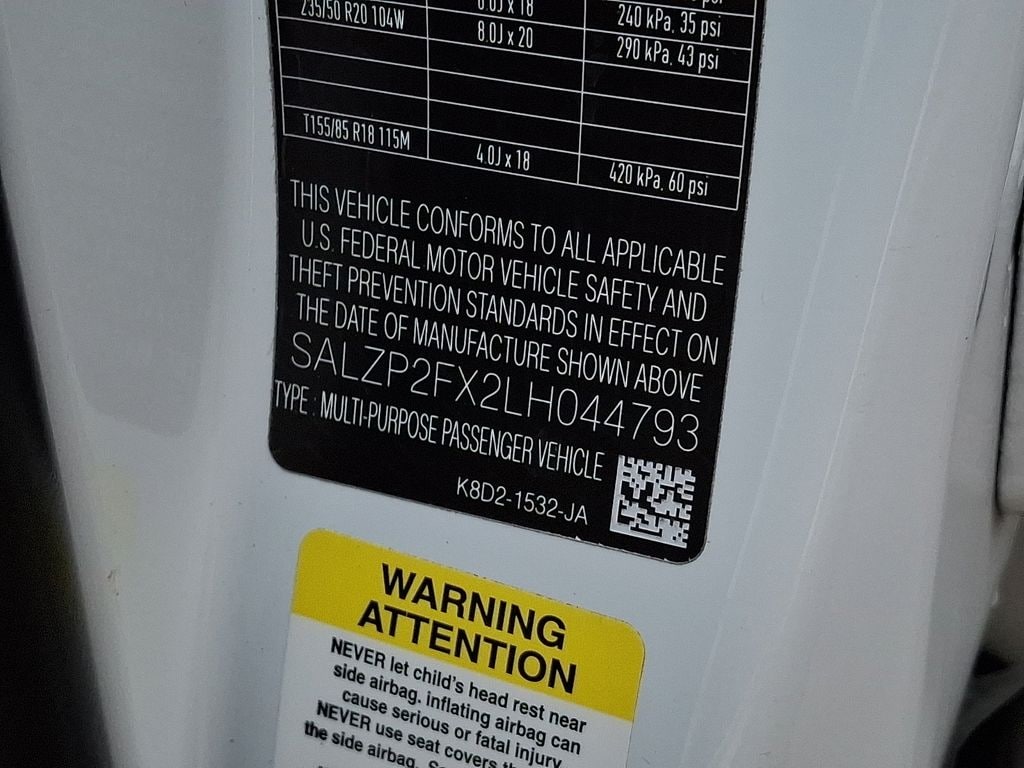 psi
235/50 R20 104W 8.0J x 18 240 kPa, 35 psi
8.0J x 20 290 kPa, 43 psi
T155/85 R18 115M 4.0J x 18 420 kPa, 60 psi
THIS VEHICLE CONFORMS TO ALL APPLICABLE
U.S. FEDERAL MOTOR VEHICLE SAFETY AND
THEFT PREVENTION STANDARDS IN EFFECT ON
THE DATE OF MANUFACTURE SHOWN ABOVE
SALZP2FX2LH044793
TYPE : MULTI-PURPOSE PASSENGER VEHICLE
K8D2-1532-JA
WARNING
ATTENTION
NEVER let child's head rest near
side airbag. inflating airbag can
cause serious or fatal injury.
NEVER use seat covers
the side airbag.